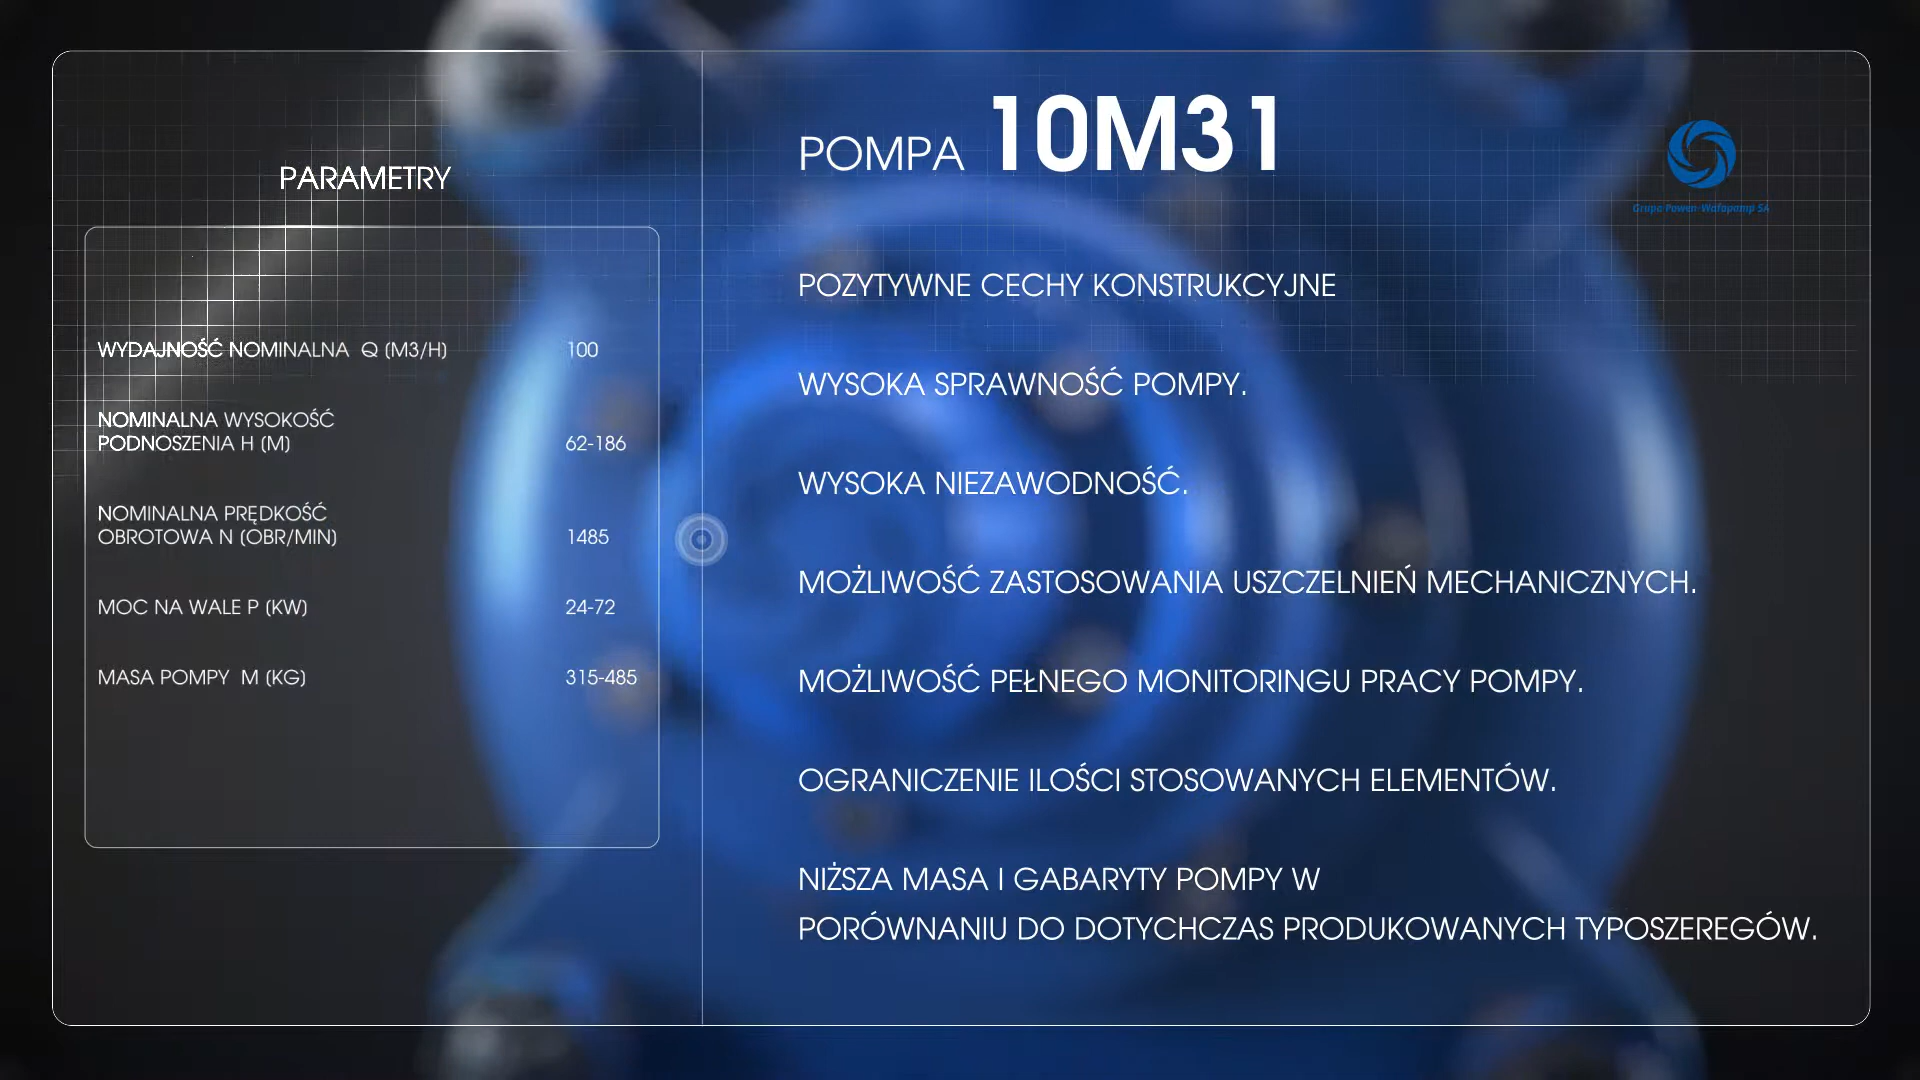 PARAMETRY
WYDAJNOŚĆ NOMINALNA Q (M3/H) 100
NOMINALNA WYSOKOŚĆ
PODNOSZENIA H (M) 62-186
NOMINALNA PRĘDKOŚĆ
OBROTOWA N (OBR/MIN) 1485
MOC NA WALE P (KW) 24-72
MASA POMPY M (KG) 315-485
POMPA 10M31
Grupa Powen-Wafapomp SA
POZYTYWNE CECHY KONSTRUKCYJNE
WYSOKA SPRAWNOŚĆ POMPY.
WYSOKA NIEZAWODNOŚĆ.
MOŻLIWOŚĆ ZASTOSOWANIA USZCZELNIEŃ MECHANICZNYCH.
MOŻLIWOŚĆ PEŁNEGO MONITORINGU PRACY POMPY.
OGRANICZENIE ILOŚCI STOSOWANYCH ELEMENTÓW.
NIŻSZA MASA I GABARYTY POMPY W
PORÓWNANIU DO DOTYCHCZAS PRODUKOWANYCH TYPOSZEREGÓW.